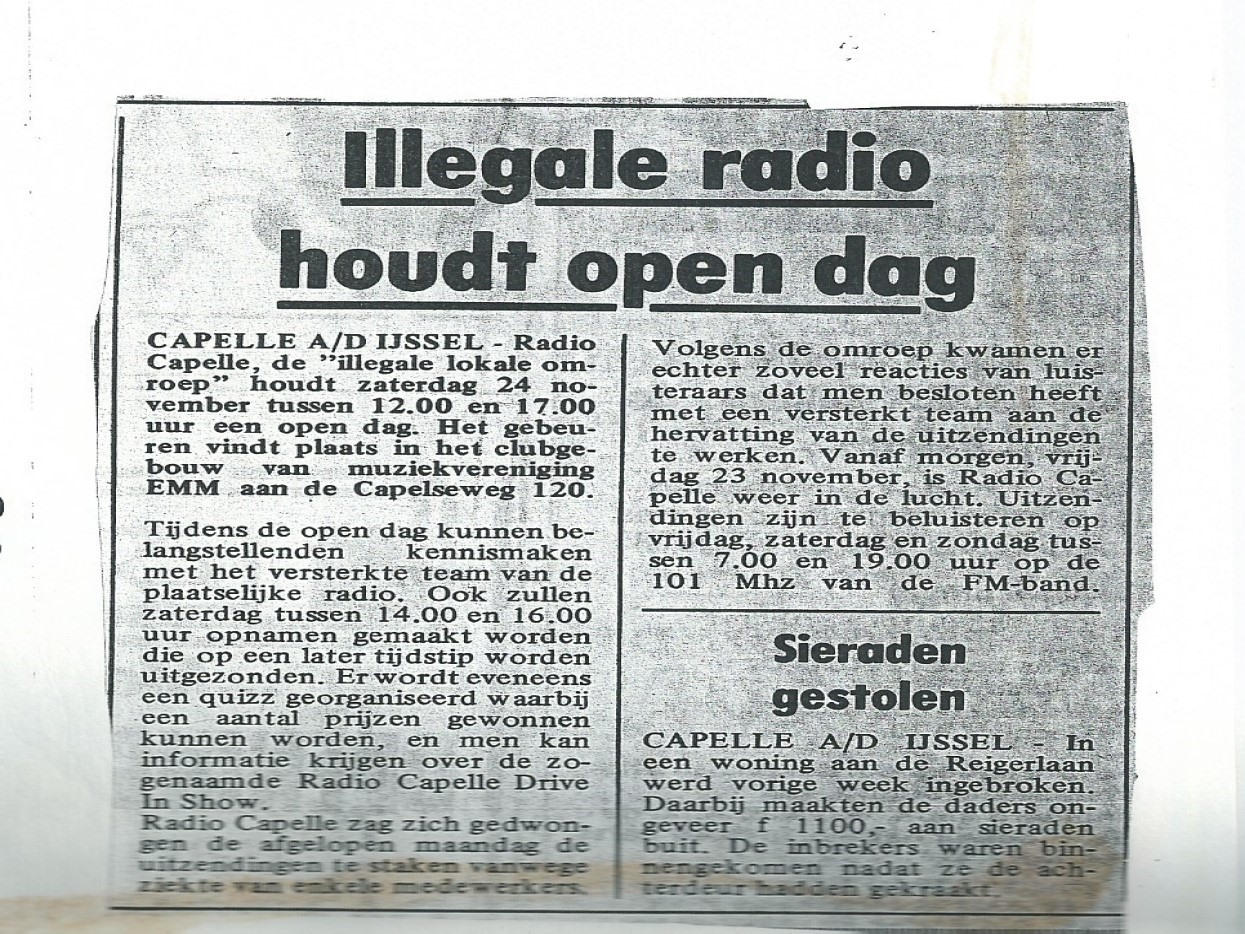 Illegale radio
houdt open dag
CAPELLE A/D IJSSEL - Radio
Capelle, de "illegale lokale om-
roep" houdt zaterdag 24 no-
vember tussen 12.00 en 17.00
uur een open dag. Het gebeu-
ren vindt plaats in het clubge-
bouw van muziekvereniging
EMM aan de Capelseweg 120.
Tijdens de open dag kunnen be-
langstellenden kennismaken
met het versterkte team van de
plaatselijke radio. Ook zullen
zaterdag tussen 14.00 en 16.00
uur opnamen gemaakt worden
die op een later tijdstip worden
uitgezonden. Er wordt eveneens
een quizz georganiseerd waarbij
een aantal prijzen gewonnen
kunnen worden, en men kan
informatie krijgen over de zo-
genaamde Radio Capelle Drive
In Show.
Radio Capelle zag zich gedwon-
gen de afgelopen maandag de
uitzendingen te staken vanwege
ziekte van enkele medewerkers.
Volgens de omroep kwamen er
echter zoveel reacties van luis-
teraars dat men besloten heeft
met een versterkt team aan de
hervatting van de uitzendingen
te werken. Vanaf morgen, vrij-
dag 23 november, is Radio Ca-
pelle weer in de lucht. Uitzen-
dingen zijn te beluisteren op
vrijdag, zaterdag en zondag tus-
sen 7.00 en 19.00 uur op de
101 Mhz van de FM-band.
Sieraden
gestolen
CAPELLE A/D IJSSEL - In
een woning aan de Reigerlaan
werd vorige week ingebroken.
Daarbij maakten de daders on-
geveer f 1100,- aan sieraden
buit. De inbrekers waren bin-
nengekomen nadat ze de ach-
terdeur hadden gekraakt.